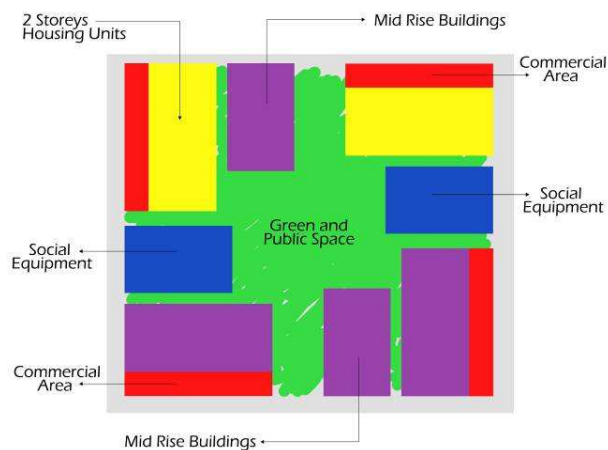 2 Storeys
Housing Units
Mid Rise Buildings
Commercial
Area
Social
Equipment
Green and
Public Space
Social
Equipment
Commercial
Area
Mid Rise Buildings